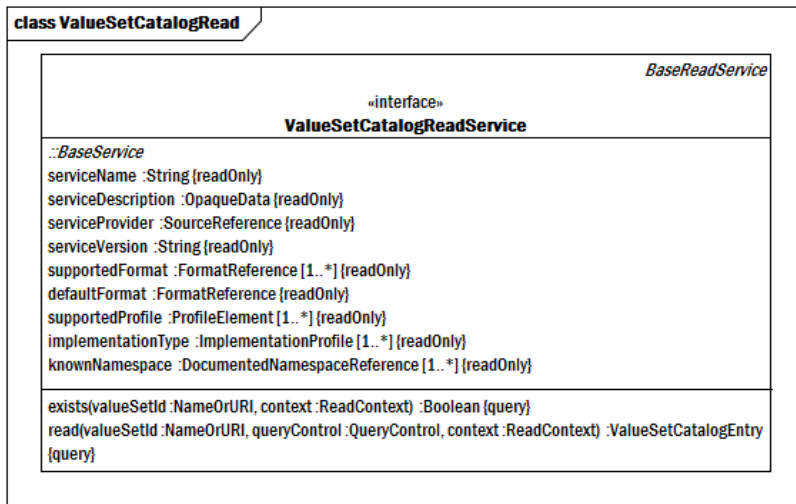 class ValueSetCatalogRead
BaseReadService
«interface»
ValueSetCatalogReadService
::BaseService
serviceName :String {readOnly}
serviceDescription :OpaqueData {readOnly}
serviceProvider :SourceReference {readOnly}
serviceVersion :String {readOnly}
supportedFormat :FormatReference [1..*] {readOnly}
defaultFormat :FormatReference {readOnly}
supportedProfile :ProfileElement [1..*] {readOnly}
implementationType :ImplementationProfile [1..*] {readOnly}
knownNamespace :DocumentedNamespaceReference [1..*] {readOnly}
exists(valueSetId :NameOrURI, context :ReadContext) :Boolean {query}
read(valueSetId :NameOrURI, queryControl :QueryControl, context :ReadContext) :ValueSetCatalogEntry
{query}